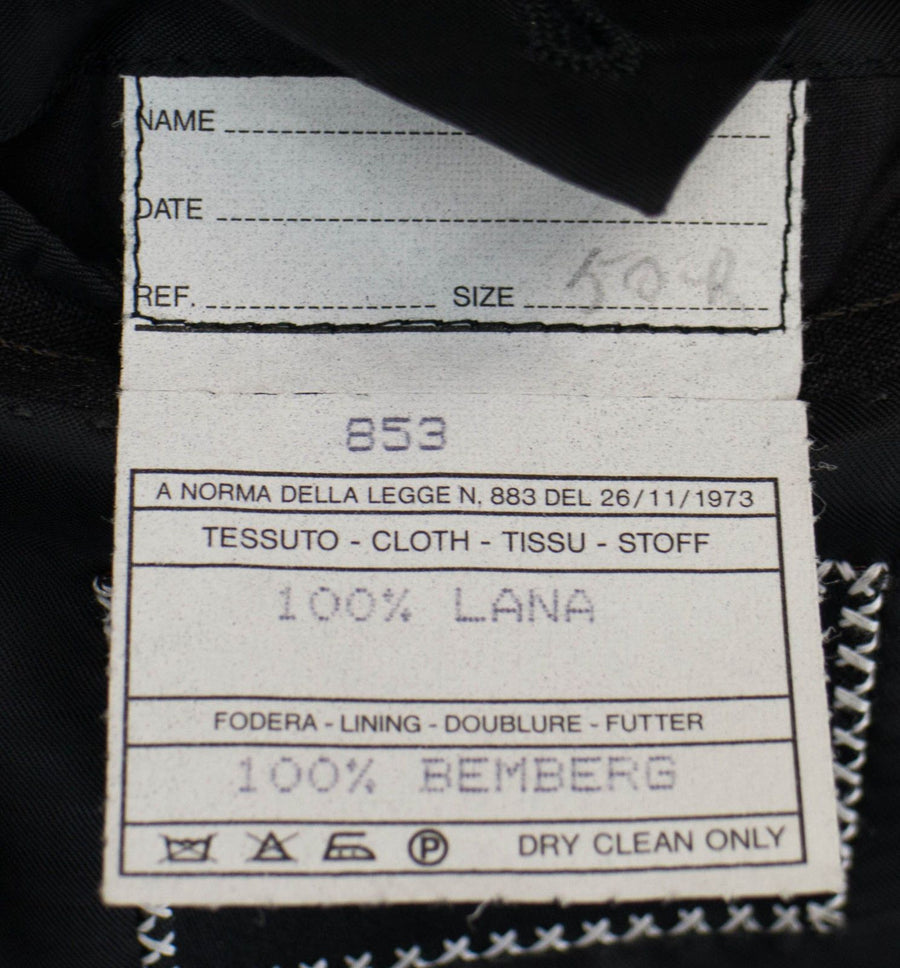 NAME
DATE
REF. SIZE 50 R
853
A NORMA DELLA LEGGE N. 883 DEL 26/11/1973
TESSUTO - CLOTH - TISSU - STOFF
100% LANA
FODERA - LINING - DOUBLURE - FUTTER
100% BEMBERG
P DRY CLEAN ONLY